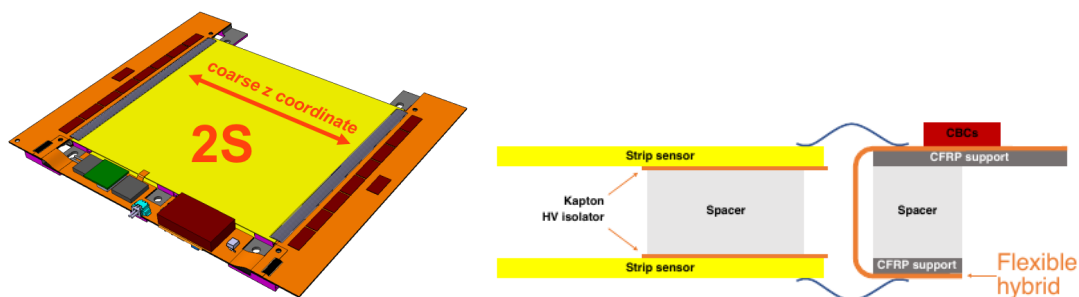 coarse z coordinate
2S
CBCs
Strip sensor
CFRP support
Kapton
HV isolator
Spacer
Spacer
Strip sensor
CFRP support
Flexible
hybrid